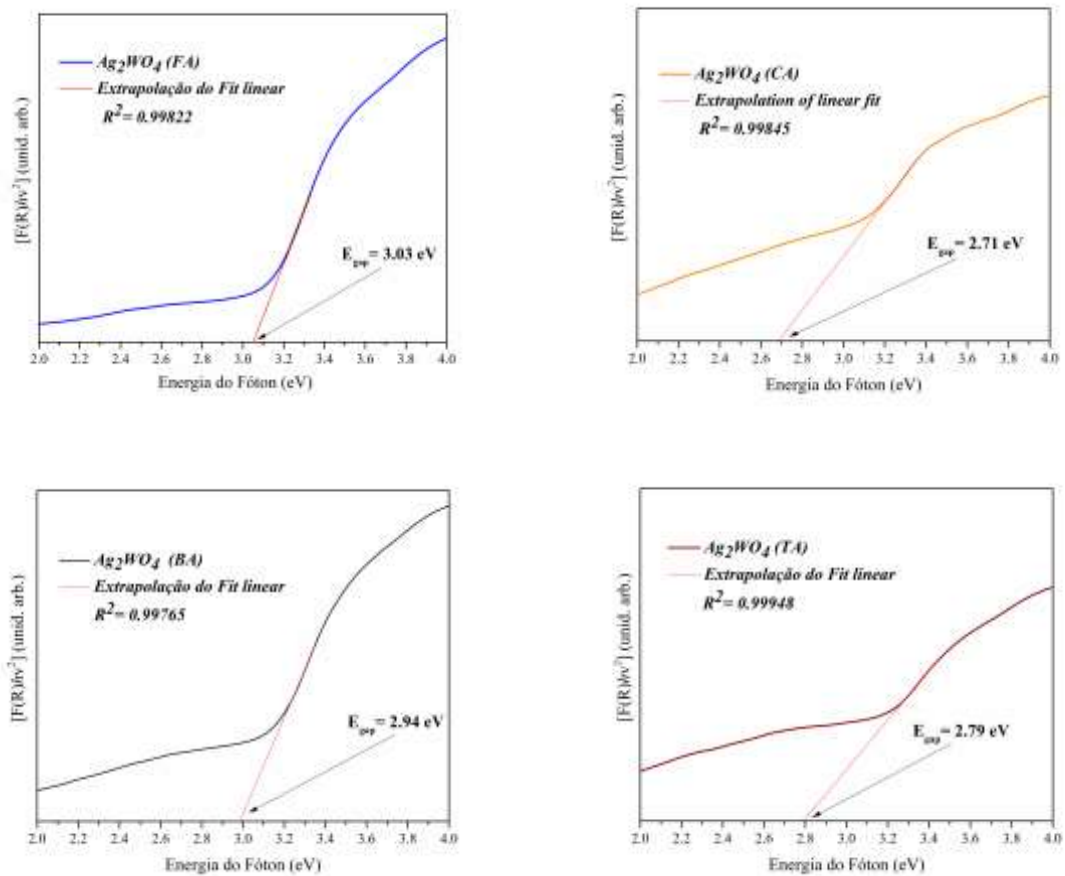 Ag2WO4 (FA)
Extrapolação do Fit linear
R2= 0.99822
Egap= 3.03 eV
[F(R)hv2] (unid. arb.)
2.0 2.2 2.4 2.6 2.8 3.0 3.2 3.4 3.6 3.8 4.0
Energia do Fóton (eV)
Ag2WO4 (CA)
Extrapolation of linear fit
R2= 0.99845
Egap= 2.71 eV
[F(R)hv2] (unid. arb.)
2.0 2.2 2.4 2.6 2.8 3.0 3.2 3.4 3.6 3.8 4.0
Energia do Fóton (eV)
Ag2WO4 (BA)
Extrapolação do Fit linear
R2= 0.99765
Egap= 2.94 eV
[F(R)hv2] (unid. arb.)
2.0 2.2 2.4 2.6 2.8 3.0 3.2 3.4 3.6 3.8 4.0
Energia do Fóton (eV)
Ag2WO4 (TA)
Extrapolação do Fit linear
R2= 0.99948
Egap= 2.79 eV
[F(R)hv2] (unid. arb.)
2.0 2.2 2.4 2.6 2.8 3.0 3.2 3.4 3.6 3.8 4.0
Energia do Fóton (eV)